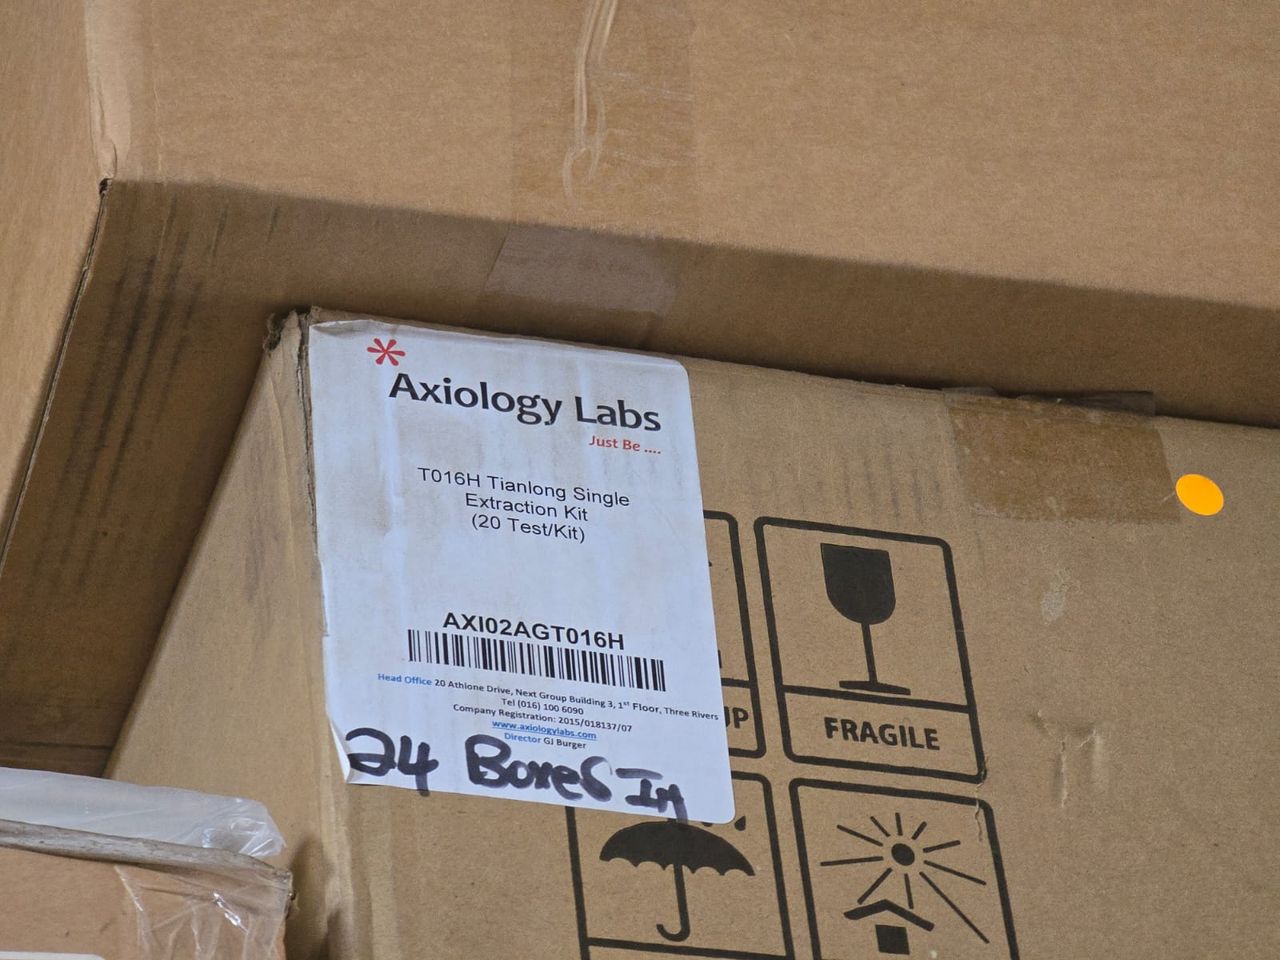 Axiology Labs
Just Be ....
T016H Tianlong Single
Extraction Kit
(20 Test/Kit)
AXI02AGT016H
Head Office 20 Athlone Drive, Next Group Building 3, 1st Floor, Three Rivers
Tel (016) 100 6090
Company Registration: 2015/018137/07
www.axiologylabs.com
Director GJ Burger
24 Boxes In
UP
FRAGILE